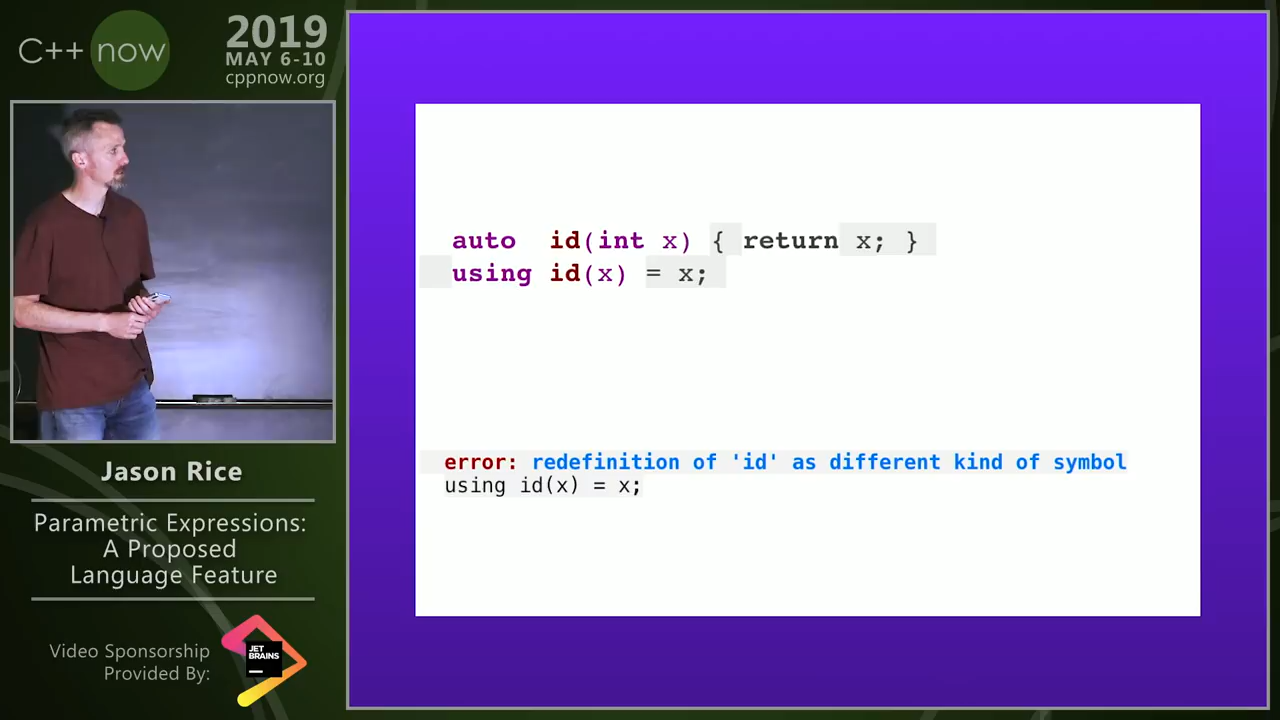 C++ now
2019
MAY 6-10
cppnow.org
auto  id(int x) { return x; }
using id(x) = x;
error: redefinition of 'id' as different kind of symbol
using id(x) = x;
Jason Rice
Parametric Expressions:
A Proposed
Language Feature
Video Sponsorship
Provided By:
JET
BRAINS